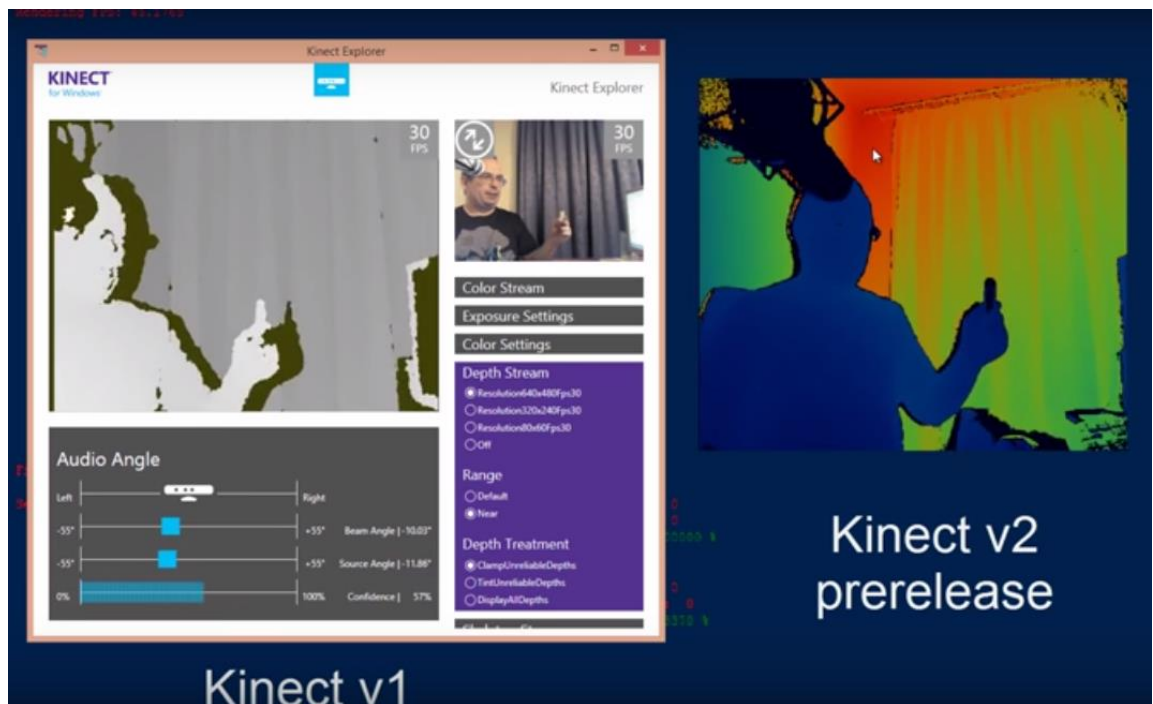 Kinect Explorer
KINECT
for Windows
Kinect Explorer
30
FPS
30
FPS
Color Stream
Exposure Settings
Color Settings
Depth Stream
Resolution640x480Fps30
Resolution320x240Fps30
Resolution80x60Fps30
Off
Range
Default
Near
Depth Treatment
ClampUnreliableDepths
TintUnreliableDepths
DisplayAllDepths
Audio Angle
Left Right
-55° +55° Beam Angle | -10.03°
-55° +55° Source Angle | -11.86°
0% 100% Confidence | 57%
Kinect v2
prerelease
Kinect v1